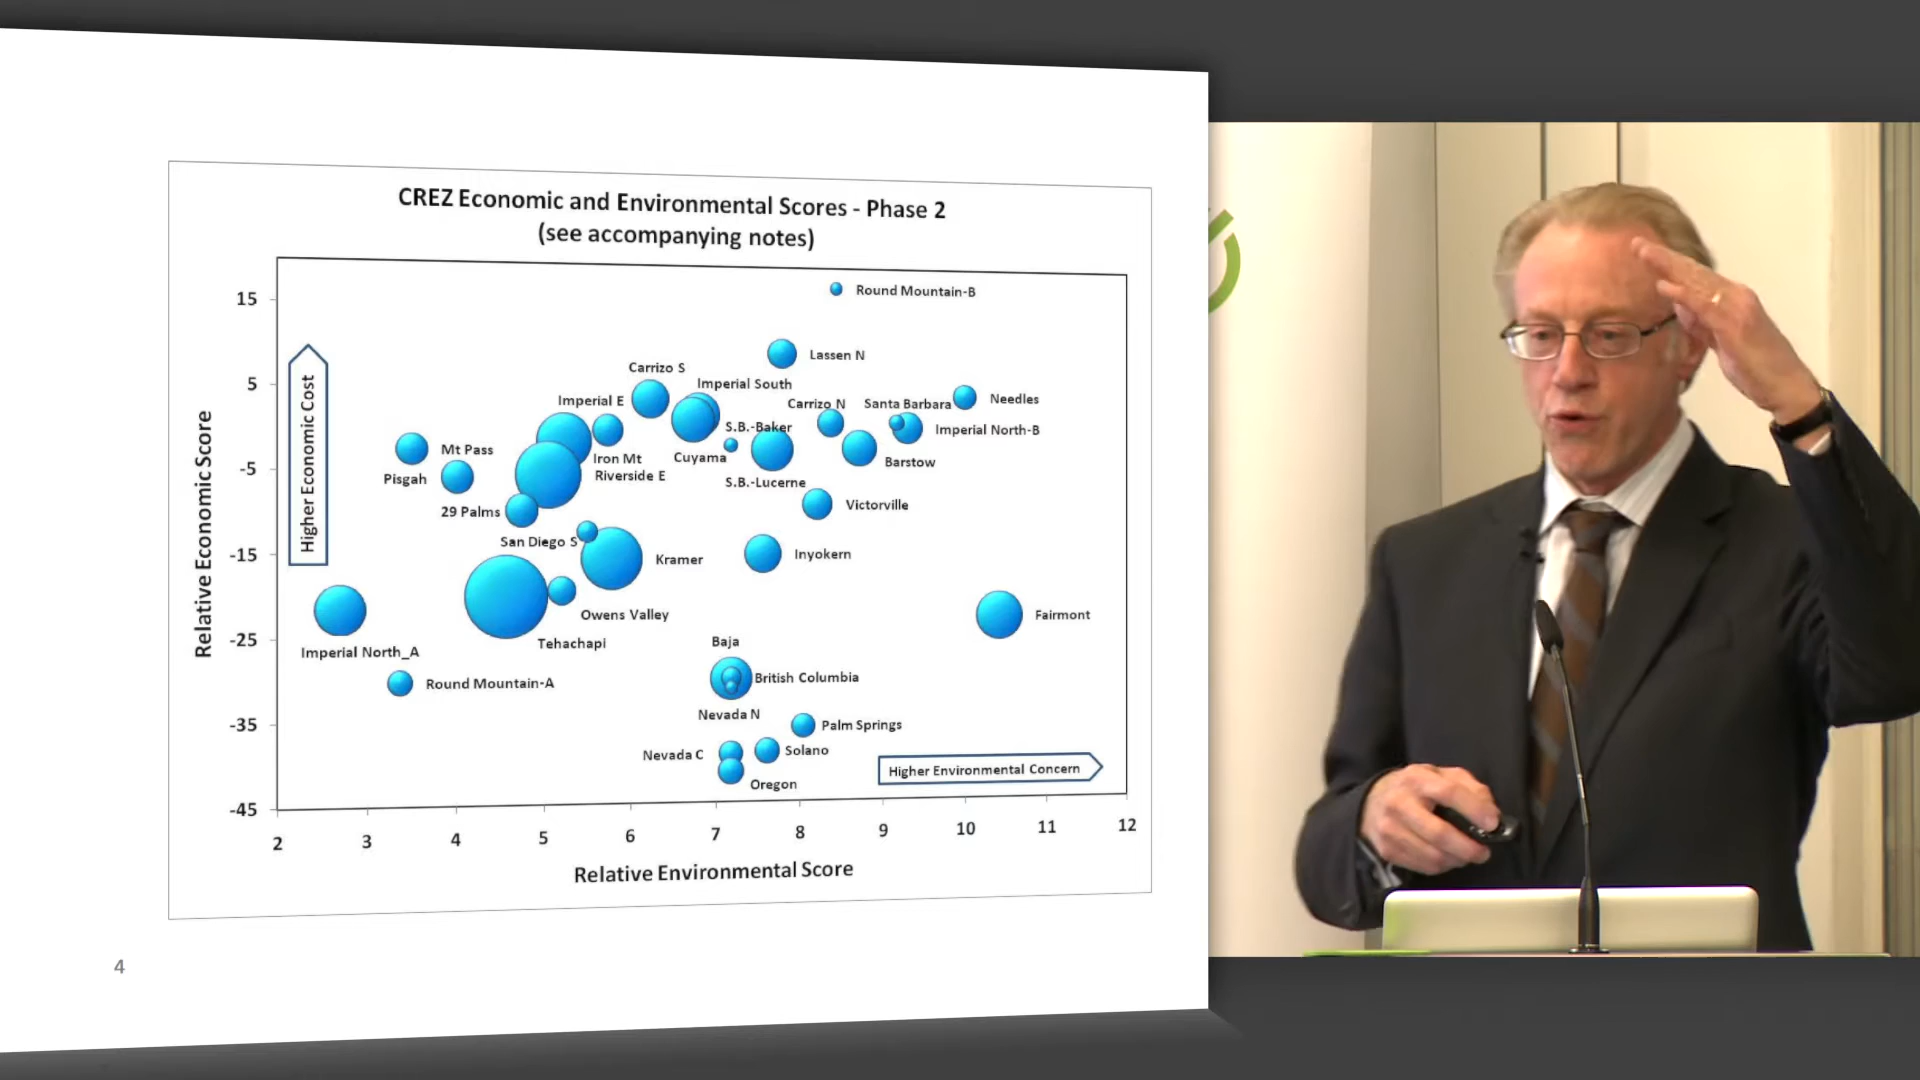 CREZ Economic and Environmental Scores - Phase 2
(see accompanying notes)
Relative Economic Score
15
5
-5
-15
-25
-35
-45
Higher Economic Cost
Round Mountain-B
Lassen N
Carrizo S
Imperial South
Imperial E
Carrizo N
Santa Barbara
Needles
S.B.-Baker
Imperial North-B
Mt Pass
Iron Mt
Cuyama
Barstow
Pisgah
Riverside E
S.B.-Lucerne
29 Palms
Victorville
San Diego S
Kramer
Inyokern
Owens Valley
Fairmont
Tehachapi
Baja
Imperial North_A
British Columbia
Round Mountain-A
Nevada N
Palm Springs
Nevada C
Solano
Oregon
Higher Environmental Concern
2
3
4
5
6
7
8
9
10
11
12
Relative Environmental Score
4